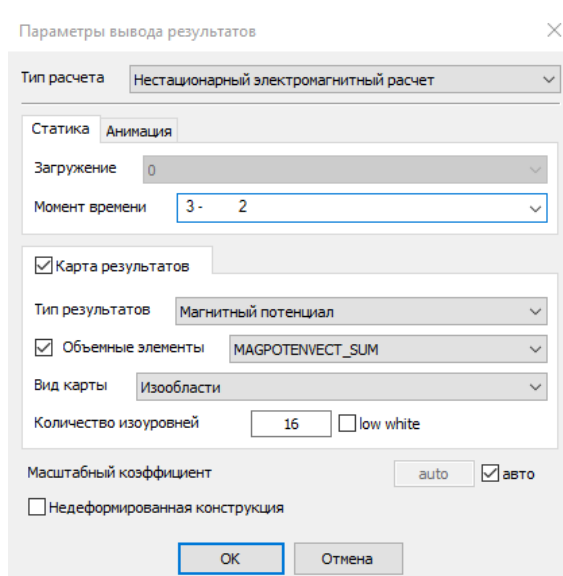 Параметры вывода результатов
Тип расчета Нестационарный электромагнитный расчет
Статика Анимация
Загружение 0
Момент времени 3 - 2
Карта результатов
Тип результатов Магнитный потенциал
Объемные элементы MAGPOTENVECT_SUM
Вид карты Изообласти
Количество изоуровней 16 low white
Масштабный коэффициент auto авто
Недеформированная конструкция
ОК Отмена